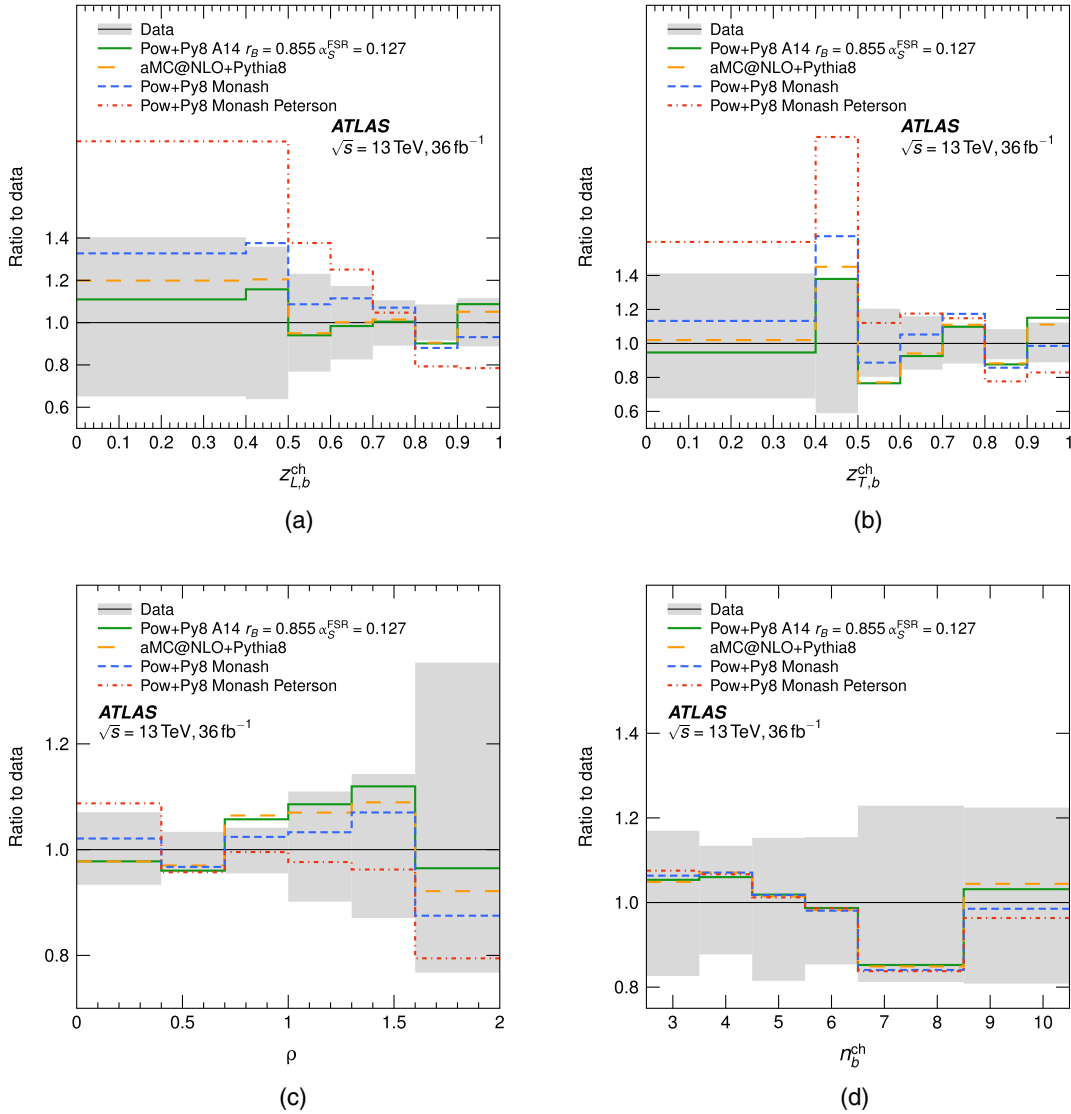 Data
Pow+Py8 A14 r_B = 0.855 α_S^FSR = 0.127
aMC@NLO+Pythia8
Pow+Py8 Monash
Pow+Py8 Monash Peterson
ATLAS
√s = 13 TeV, 36 fb⁻¹
Ratio to data
1.4
1.2
1.0
0.8
0.6
0 0.1 0.2 0.3 0.4 0.5 0.6 0.7 0.8 0.9 1
z_{L,b}^{ch}
(a)
Data
Pow+Py8 A14 r_B = 0.855 α_S^FSR = 0.127
aMC@NLO+Pythia8
Pow+Py8 Monash
Pow+Py8 Monash Peterson
ATLAS
√s = 13 TeV, 36 fb⁻¹
Ratio to data
1.4
1.2
1.0
0.8
0.6
0 0.1 0.2 0.3 0.4 0.5 0.6 0.7 0.8 0.9 1
z_{T,b}^{ch}
(b)
Data
Pow+Py8 A14 r_B = 0.855 α_S^FSR = 0.127
aMC@NLO+Pythia8
Pow+Py8 Monash
Pow+Py8 Monash Peterson
ATLAS
√s = 13 TeV, 36 fb⁻¹
Ratio to data
1.2
1.0
0.8
0 0.5 1 1.5 2
ρ
(c)
Data
Pow+Py8 A14 r_B = 0.855 α_S^FSR = 0.127
aMC@NLO+Pythia8
Pow+Py8 Monash
Pow+Py8 Monash Peterson
ATLAS
√s = 13 TeV, 36 fb⁻¹
Ratio to data
1.4
1.2
1.0
0.8
3 4 5 6 7 8 9 10
n_b^{ch}
(d)